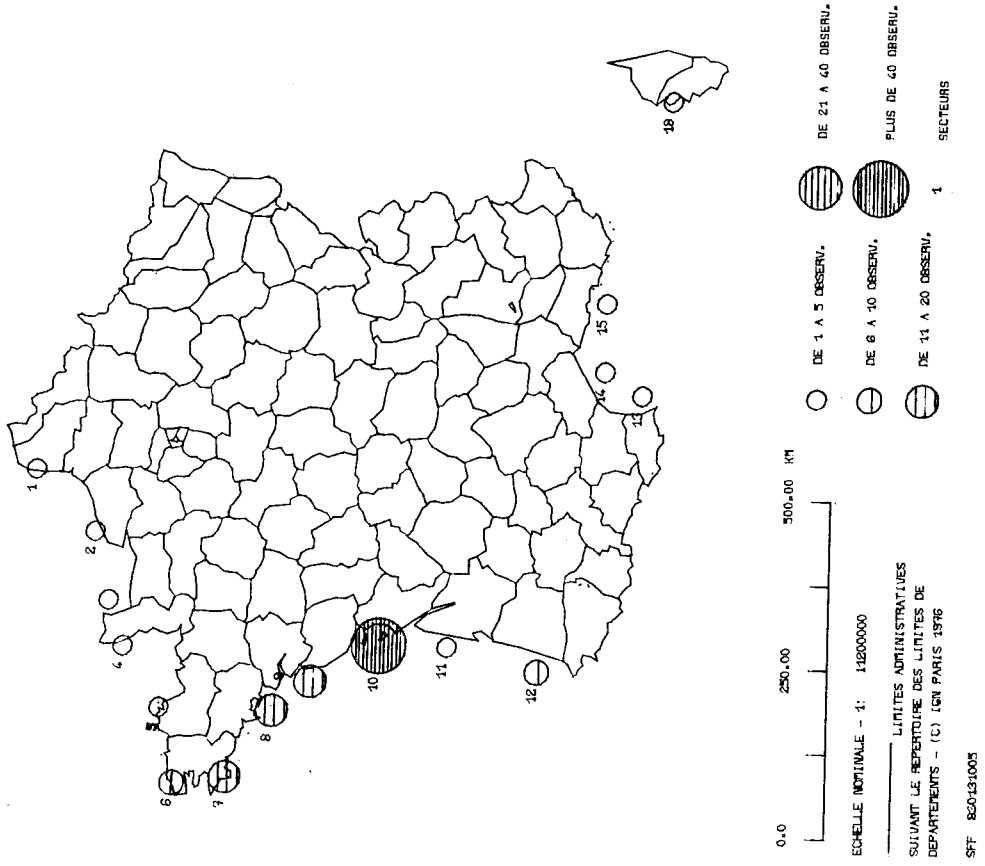 1
2
4
5
6
7
8
10
11
12
13
14
15
18
0.0
250.00
500.00 KM
ECHELLE NOMINALE - 1: 11200000
LIMITES ADMINISTRATIVES
SUIVANT LE REPERTOIRE DES LIMITES DE
DEPARTEMENTS - (C) IGN PARIS 1976
SFF 830131005
DE 1 A 5 OBSERV.
DE 6 A 10 OBSERV.
DE 11 A 20 OBSERV.
DE 21 A 40 OBSERV.
PLUS DE 40 OBSERV.
1 SECTEURS